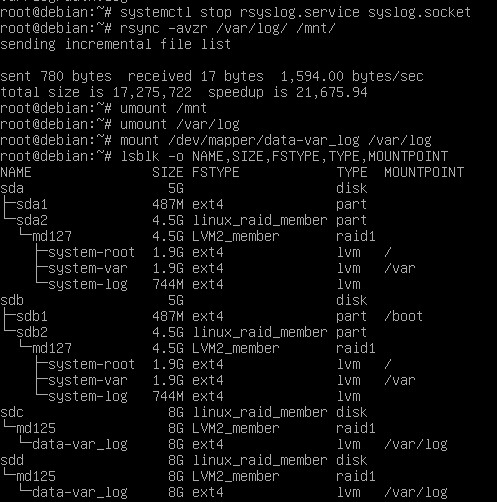 root@debian:~# systemctl stop rsyslog.service syslog.socket
root@debian:~# rsync -avzr /var/log/ /mnt/
sending incremental file list

sent 780 bytes  received 17 bytes  1,594.00 bytes/sec
total size is 17,275,722  speedup is 21,675.94
root@debian:~# umount /mnt
root@debian:~# umount /var/log
root@debian:~# mount /dev/mapper/data-var_log /var/log
root@debian:~# lsblk -o NAME,SIZE,FSTYPE,TYPE,MOUNTPOINT
NAME                SIZE FSTYPE            TYPE  MOUNTPOINT
sda                   5G                   disk
├─sda1              487M ext4              part
└─sda2              4.5G linux_raid_member part
  └─md127           4.5G LVM2_member       raid1
    ├─system-root   1.9G ext4              lvm   /
    ├─system-var    1.9G ext4              lvm   /var
    └─system-log    744M ext4              lvm
sdb                   5G                   disk
├─sdb1              487M ext4              part  /boot
└─sdb2              4.5G linux_raid_member part
  └─md127           4.5G LVM2_member       raid1
    ├─system-root   1.9G ext4              lvm   /
    ├─system-var    1.9G ext4              lvm   /var
    └─system-log    744M ext4              lvm
sdc                   8G linux_raid_member disk
└─md125               8G LVM2_member       raid1
  └─data-var_log      8G ext4              lvm   /var/log
sdd                   8G linux_raid_member disk
└─md125               8G LVM2_member       raid1
  └─data-var_log      8G ext4              lvm   /var/log